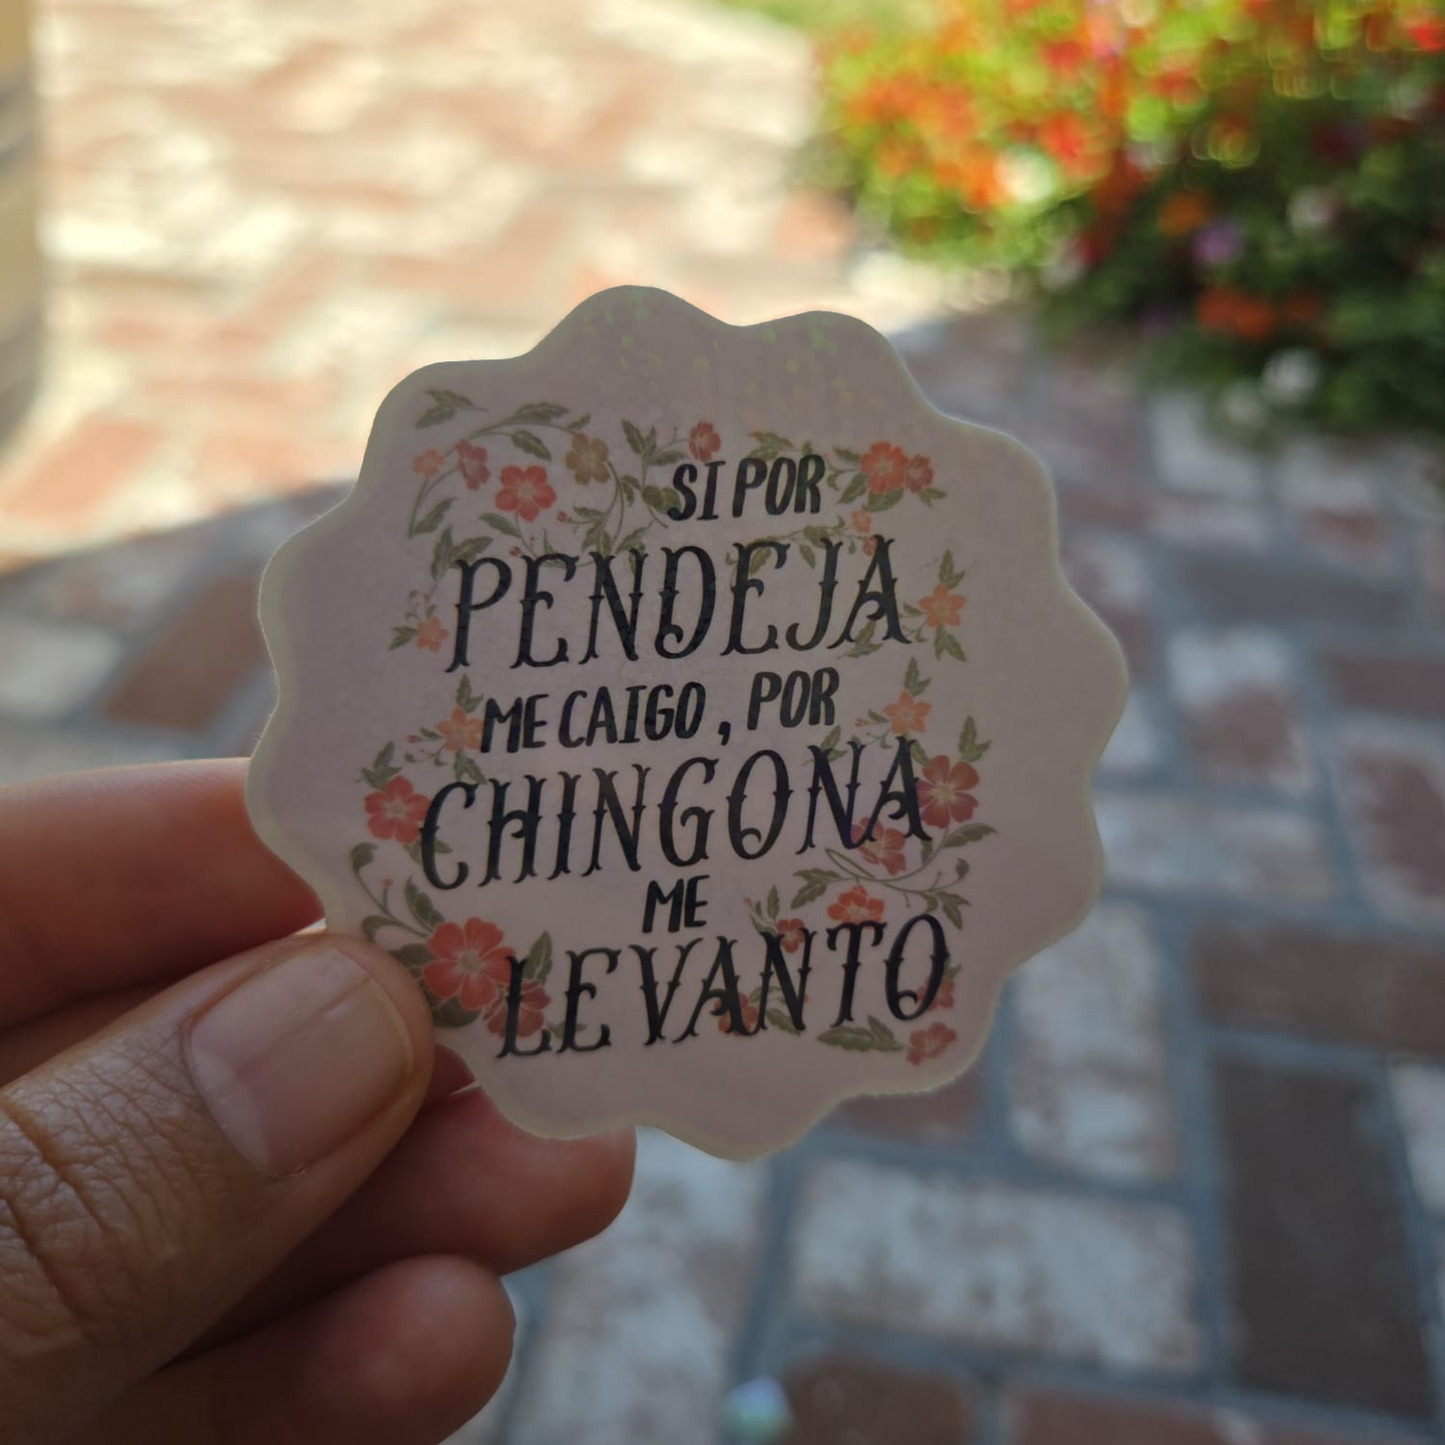 SI POR
PENDEJA
ME CAIGO, POR
CHINGONA
ME
LEVANTO